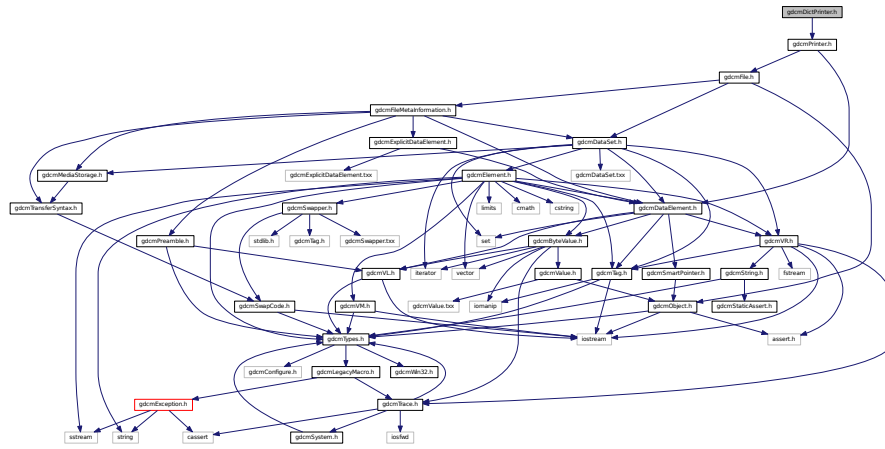 gdcmDictPrinter.h
gdcmPrinter.h
gdcmFile.h
gdcmFileMetaInformation.h
gdcmExplicitDataElement.h
gdcmDataSet.h
gdcmMediaStorage.h
gdcmExplicitDataElement.txx
gdcmElement.h
gdcmDataSet.txx
gdcmTransferSyntax.h
gdcmSwapper.h
limits
cmath
cstring
gdcmDataElement.h
gdcmPreamble.h
stdlib.h
gdcmTag.h
gdcmSwapper.txx
set
gdcmByteValue.h
gdcmVR.h
gdcmVL.h
iterator
vector
gdcmValue.h
gdcmTag.h
gdcmSmartPointer.h
gdcmString.h
fstream
gdcmSwapCode.h
gdcmVM.h
gdcmValue.txx
iomanip
gdcmObject.h
gdcmStaticAssert.h
gdcmTypes.h
iostream
assert.h
gdcmConfigure.h
gdcmLegacyMacro.h
gdcmWin32.h
gdcmException.h
gdcmTrace.h
sstream
string
cassert
gdcmSystem.h
iosfwd